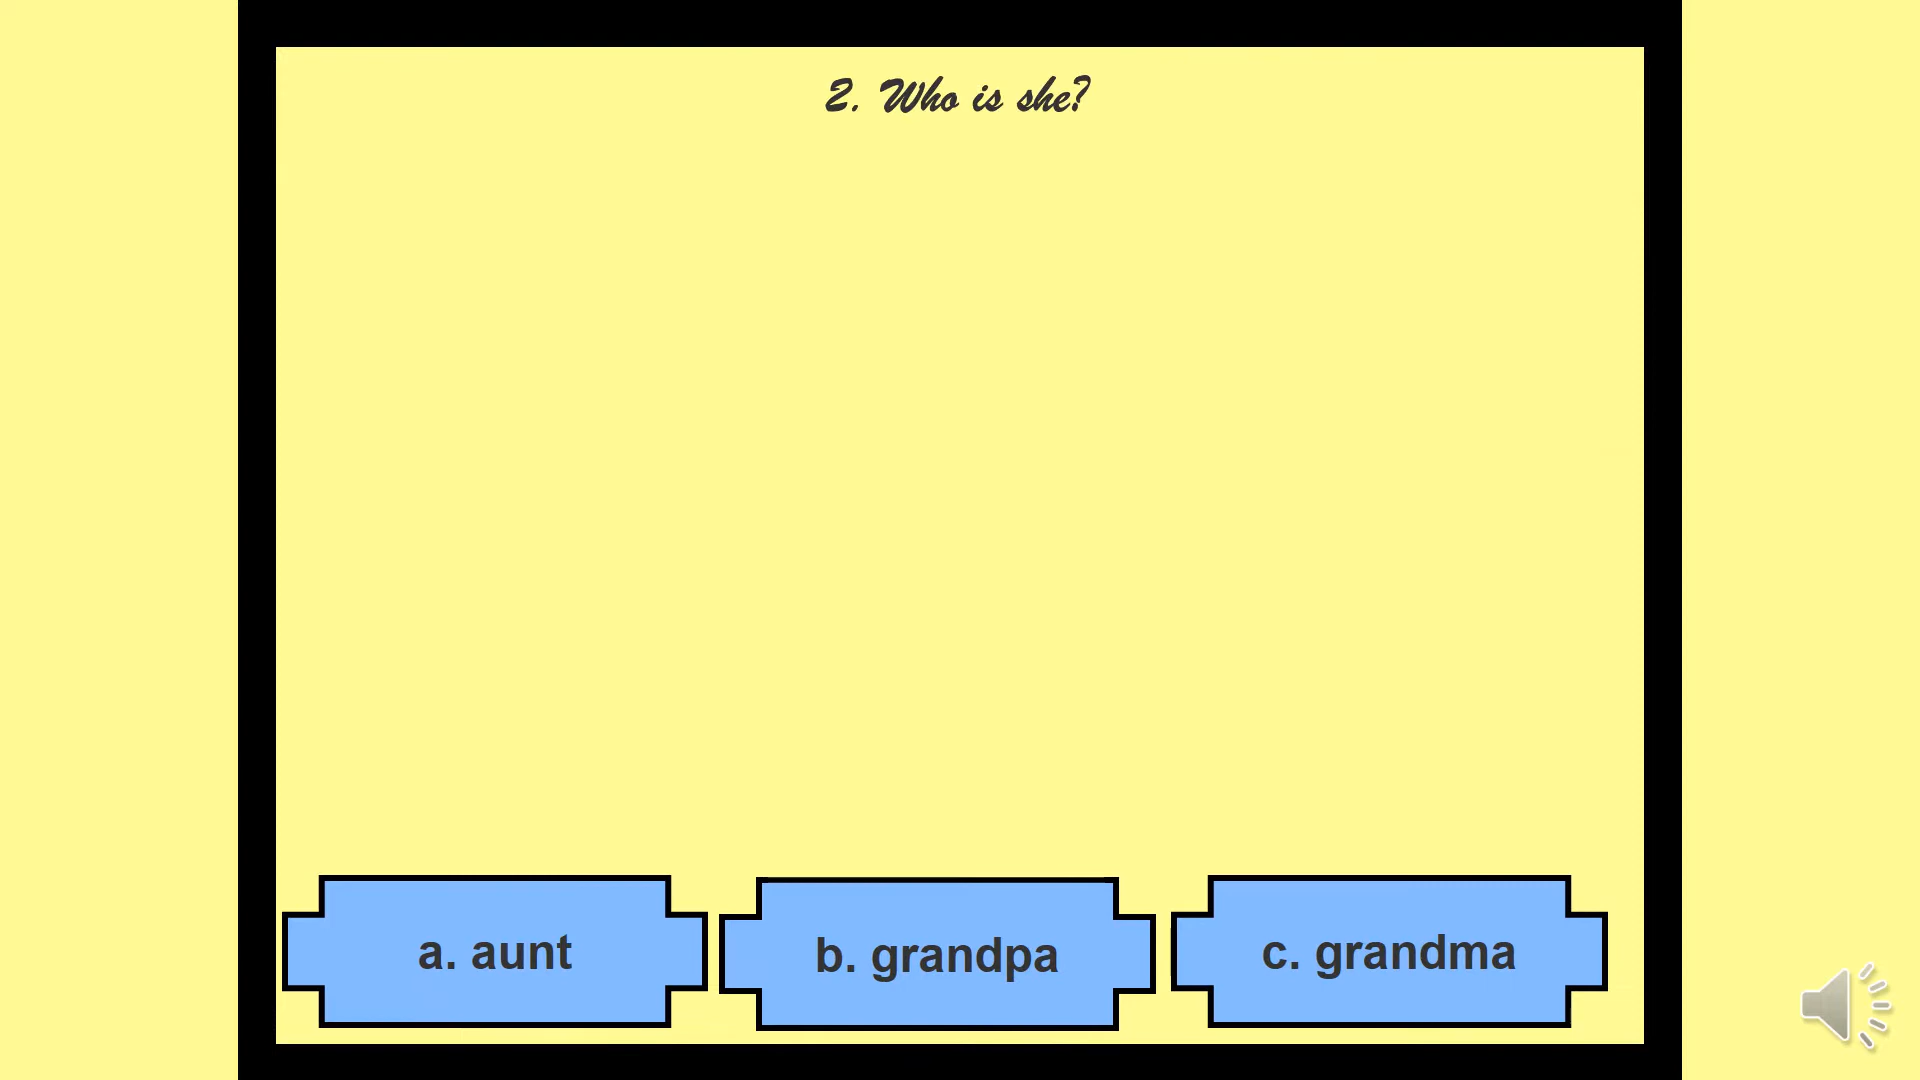 2. Who is she?
a. aunt
b. grandpa
c. grandma